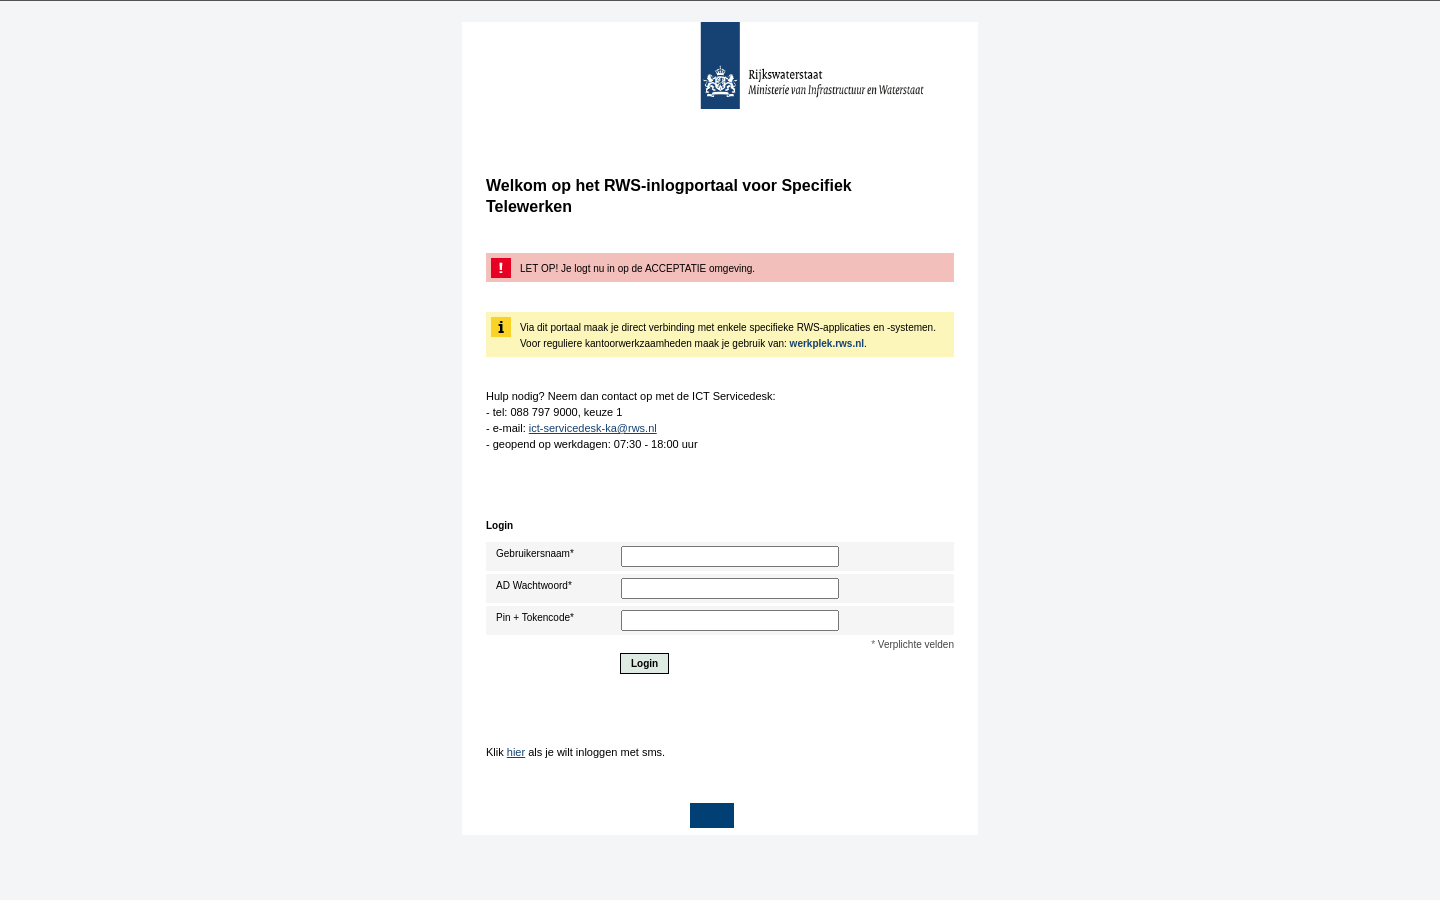 Rijkswaterstaat
Ministerie van Infrastructuur en Waterstaat
Welkom op het RWS-inlogportaal voor Specifiek
Telewerken
LET OP! Je logt nu in op de ACCEPTATIE omgeving.
Via dit portaal maak je direct verbinding met enkele specifieke RWS-applicaties en -systemen.
Voor reguliere kantoorwerkzaamheden maak je gebruik van: werkplek.rws.nl.
Hulp nodig? Neem dan contact op met de ICT Servicedesk:
- tel: 088 797 9000, keuze 1
- e-mail: ict-servicedesk-ka@rws.nl
- geopend op werkdagen: 07:30 - 18:00 uur
Login
Gebruikersnaam*
AD Wachtwoord*
Pin + Tokencode*
* Verplichte velden
Login
Klik hier als je wilt inloggen met sms.